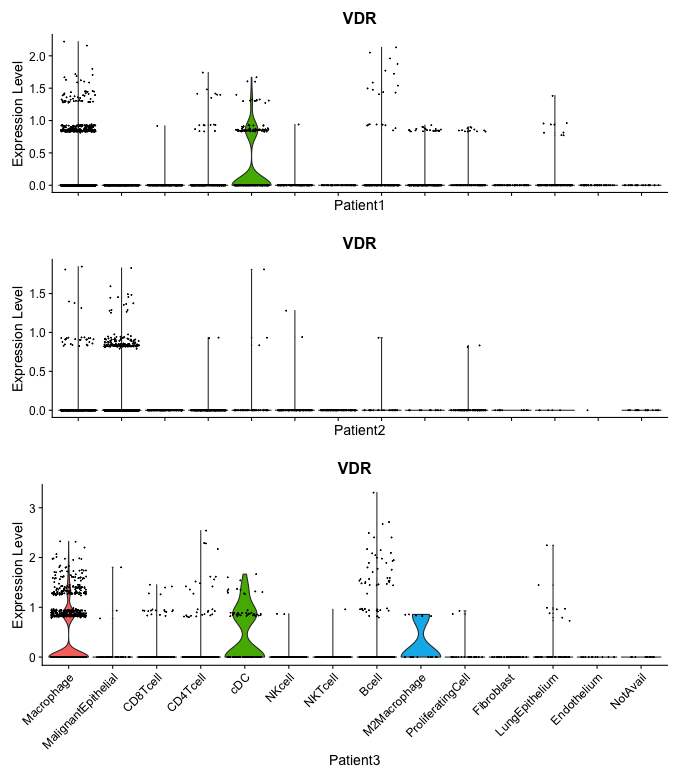 VDR
Expression Level
2.0
1.5
1.0
0.5
0.0
Patient1
VDR
Expression Level
1.5
1.0
0.5
0.0
Patient2
VDR
Expression Level
3
2
1
0
Macrophage
MalignantEpithelial
CD8Tcell
CD4Tcell
cDC
NKcell
NKTcell
Bcell
M2Macrophage
ProliferatingCell
Fibroblast
LungEpithelium
Endothelium
NotAvail
Patient3